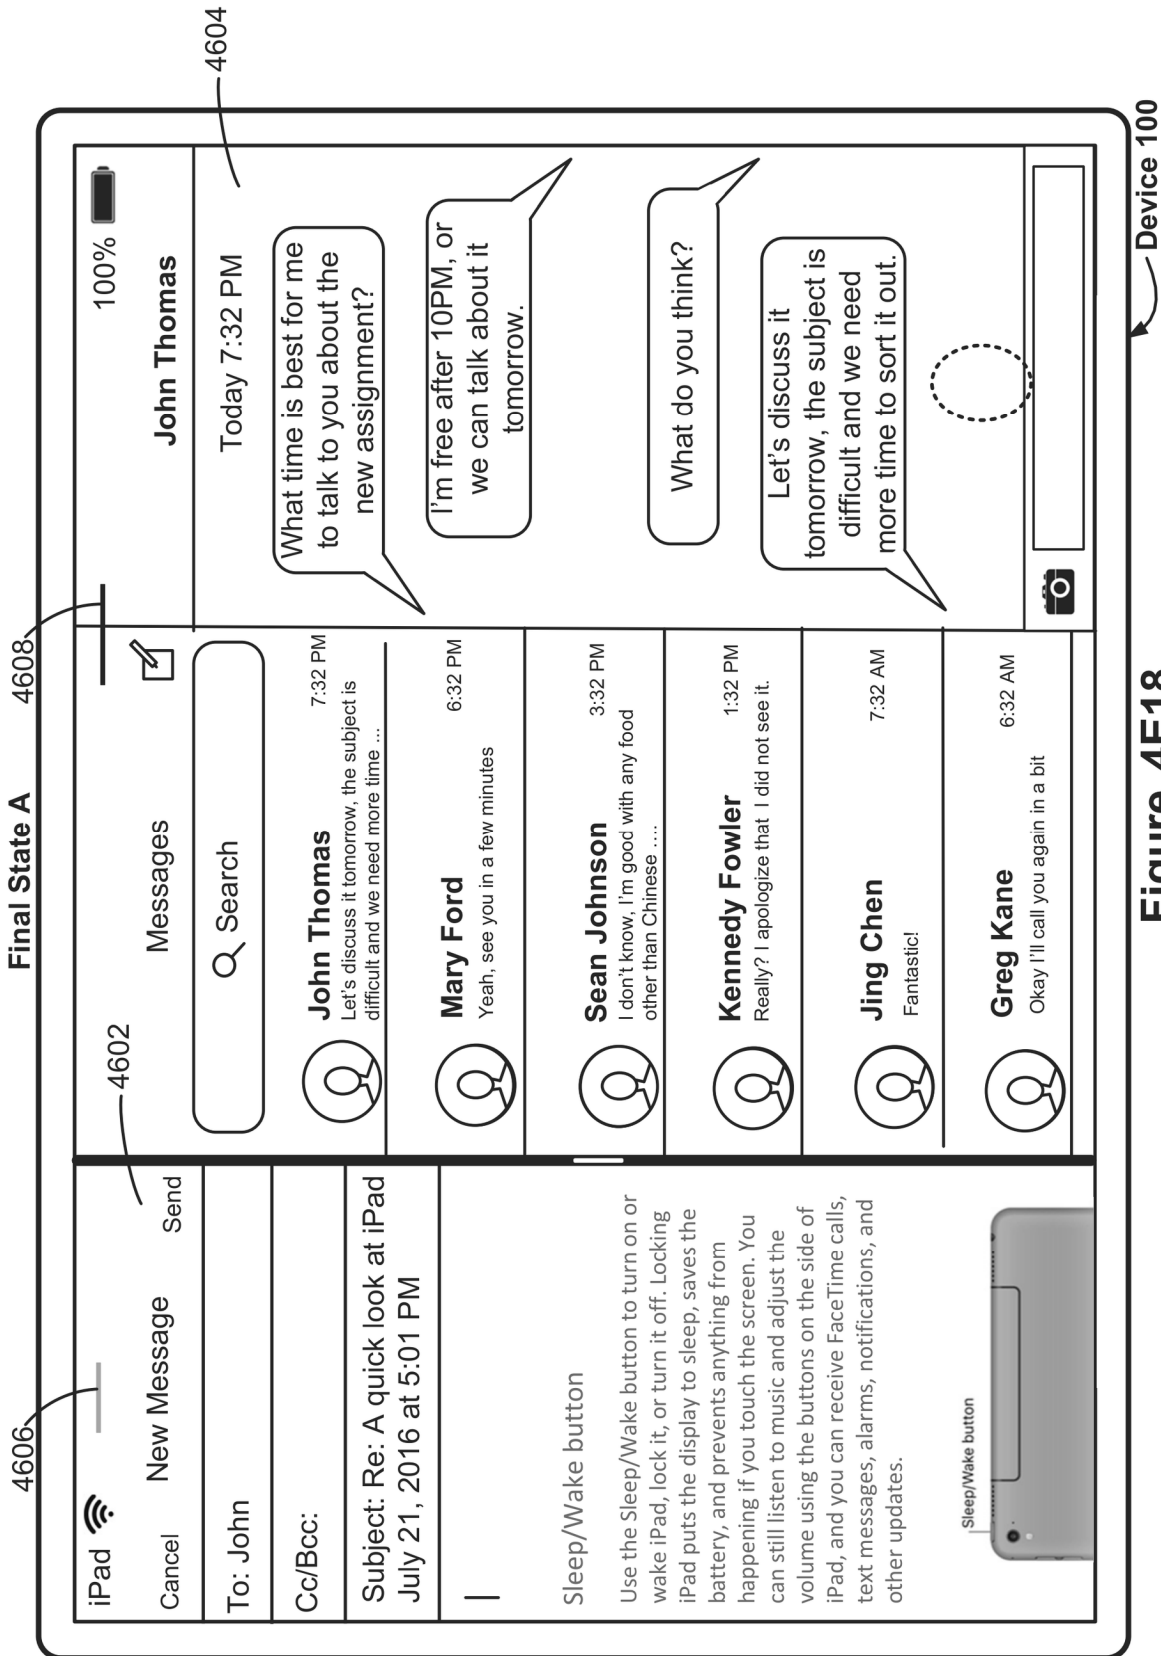 Final State A
4606
4602
4608
4604
iPad
100%
Cancel
New Message
Send
To: John
Cc/Bcc:
Subject: Re: A quick look at iPad
July 21, 2016 at 5:01 PM
Sleep/Wake button
Use the Sleep/Wake button to turn on or
wake iPad, lock it, or turn it off. Locking
iPad puts the display to sleep, saves the
battery, and prevents anything from
happening if you touch the screen. You
can still listen to music and adjust the
volume using the buttons on the side of
iPad, and you can receive FaceTime calls,
text messages, alarms, notifications, and
other updates.
Sleep/Wake button
Messages
Search
John Thomas
7:32 PM
Let's discuss it tomorrow, the subject is
difficult and we need more time ...
Mary Ford
6:32 PM
Yeah, see you in a few minutes
Sean Johnson
3:32 PM
I don't know, I'm good with any food
other than Chinese ....
Kennedy Fowler
1:32 PM
Really? I apologize that I did not see it.
Jing Chen
7:32 AM
Fantastic!
Greg Kane
6:32 AM
Okay I'll call you again in a bit
John Thomas
Today 7:32 PM
What time is best for me
to talk to you about the
new assignment?
I'm free after 10PM, or
we can talk about it
tomorrow.
What do you think?
Let's discuss it
tomorrow, the subject is
difficult and we need
more time to sort it out.
Device 100
Figure 4E18